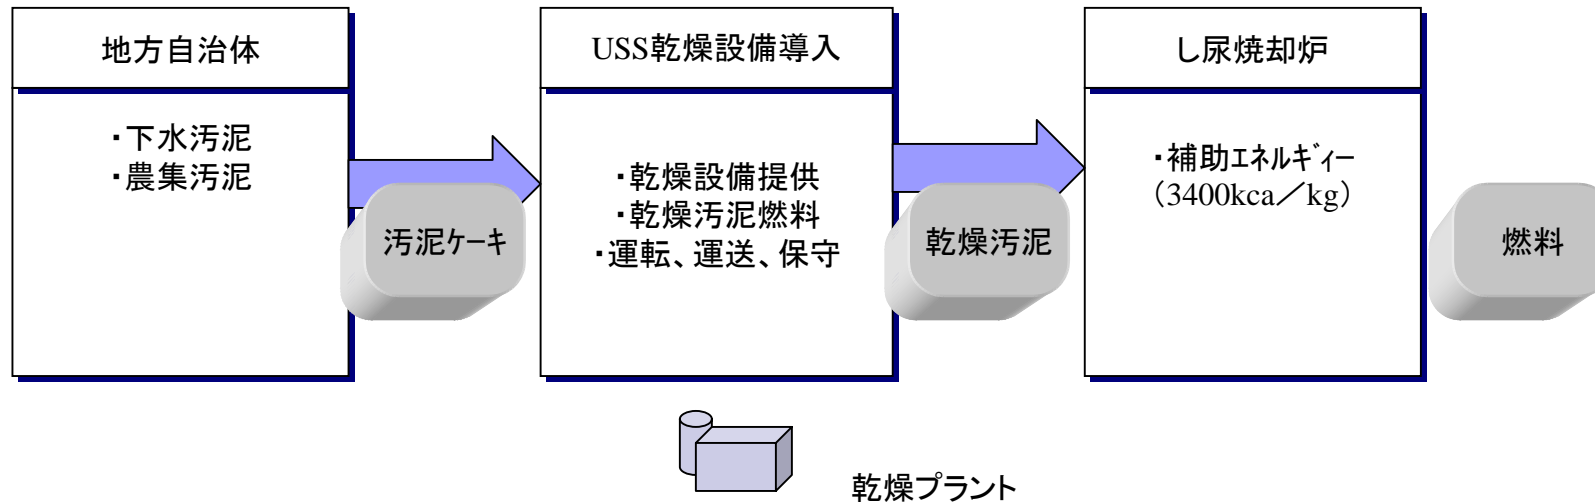 地方自治体
・下水汚泥
・農集汚泥
汚泥ｹｰｷ
USS乾燥設備導入
・乾燥設備提供
・乾燥汚泥燃料
・運転、運送、保守
乾燥汚泥
し尿焼却炉
・補助ｴﾈﾙｷﾞｨｰ
（3400kca／kg）
燃料
乾燥プラント